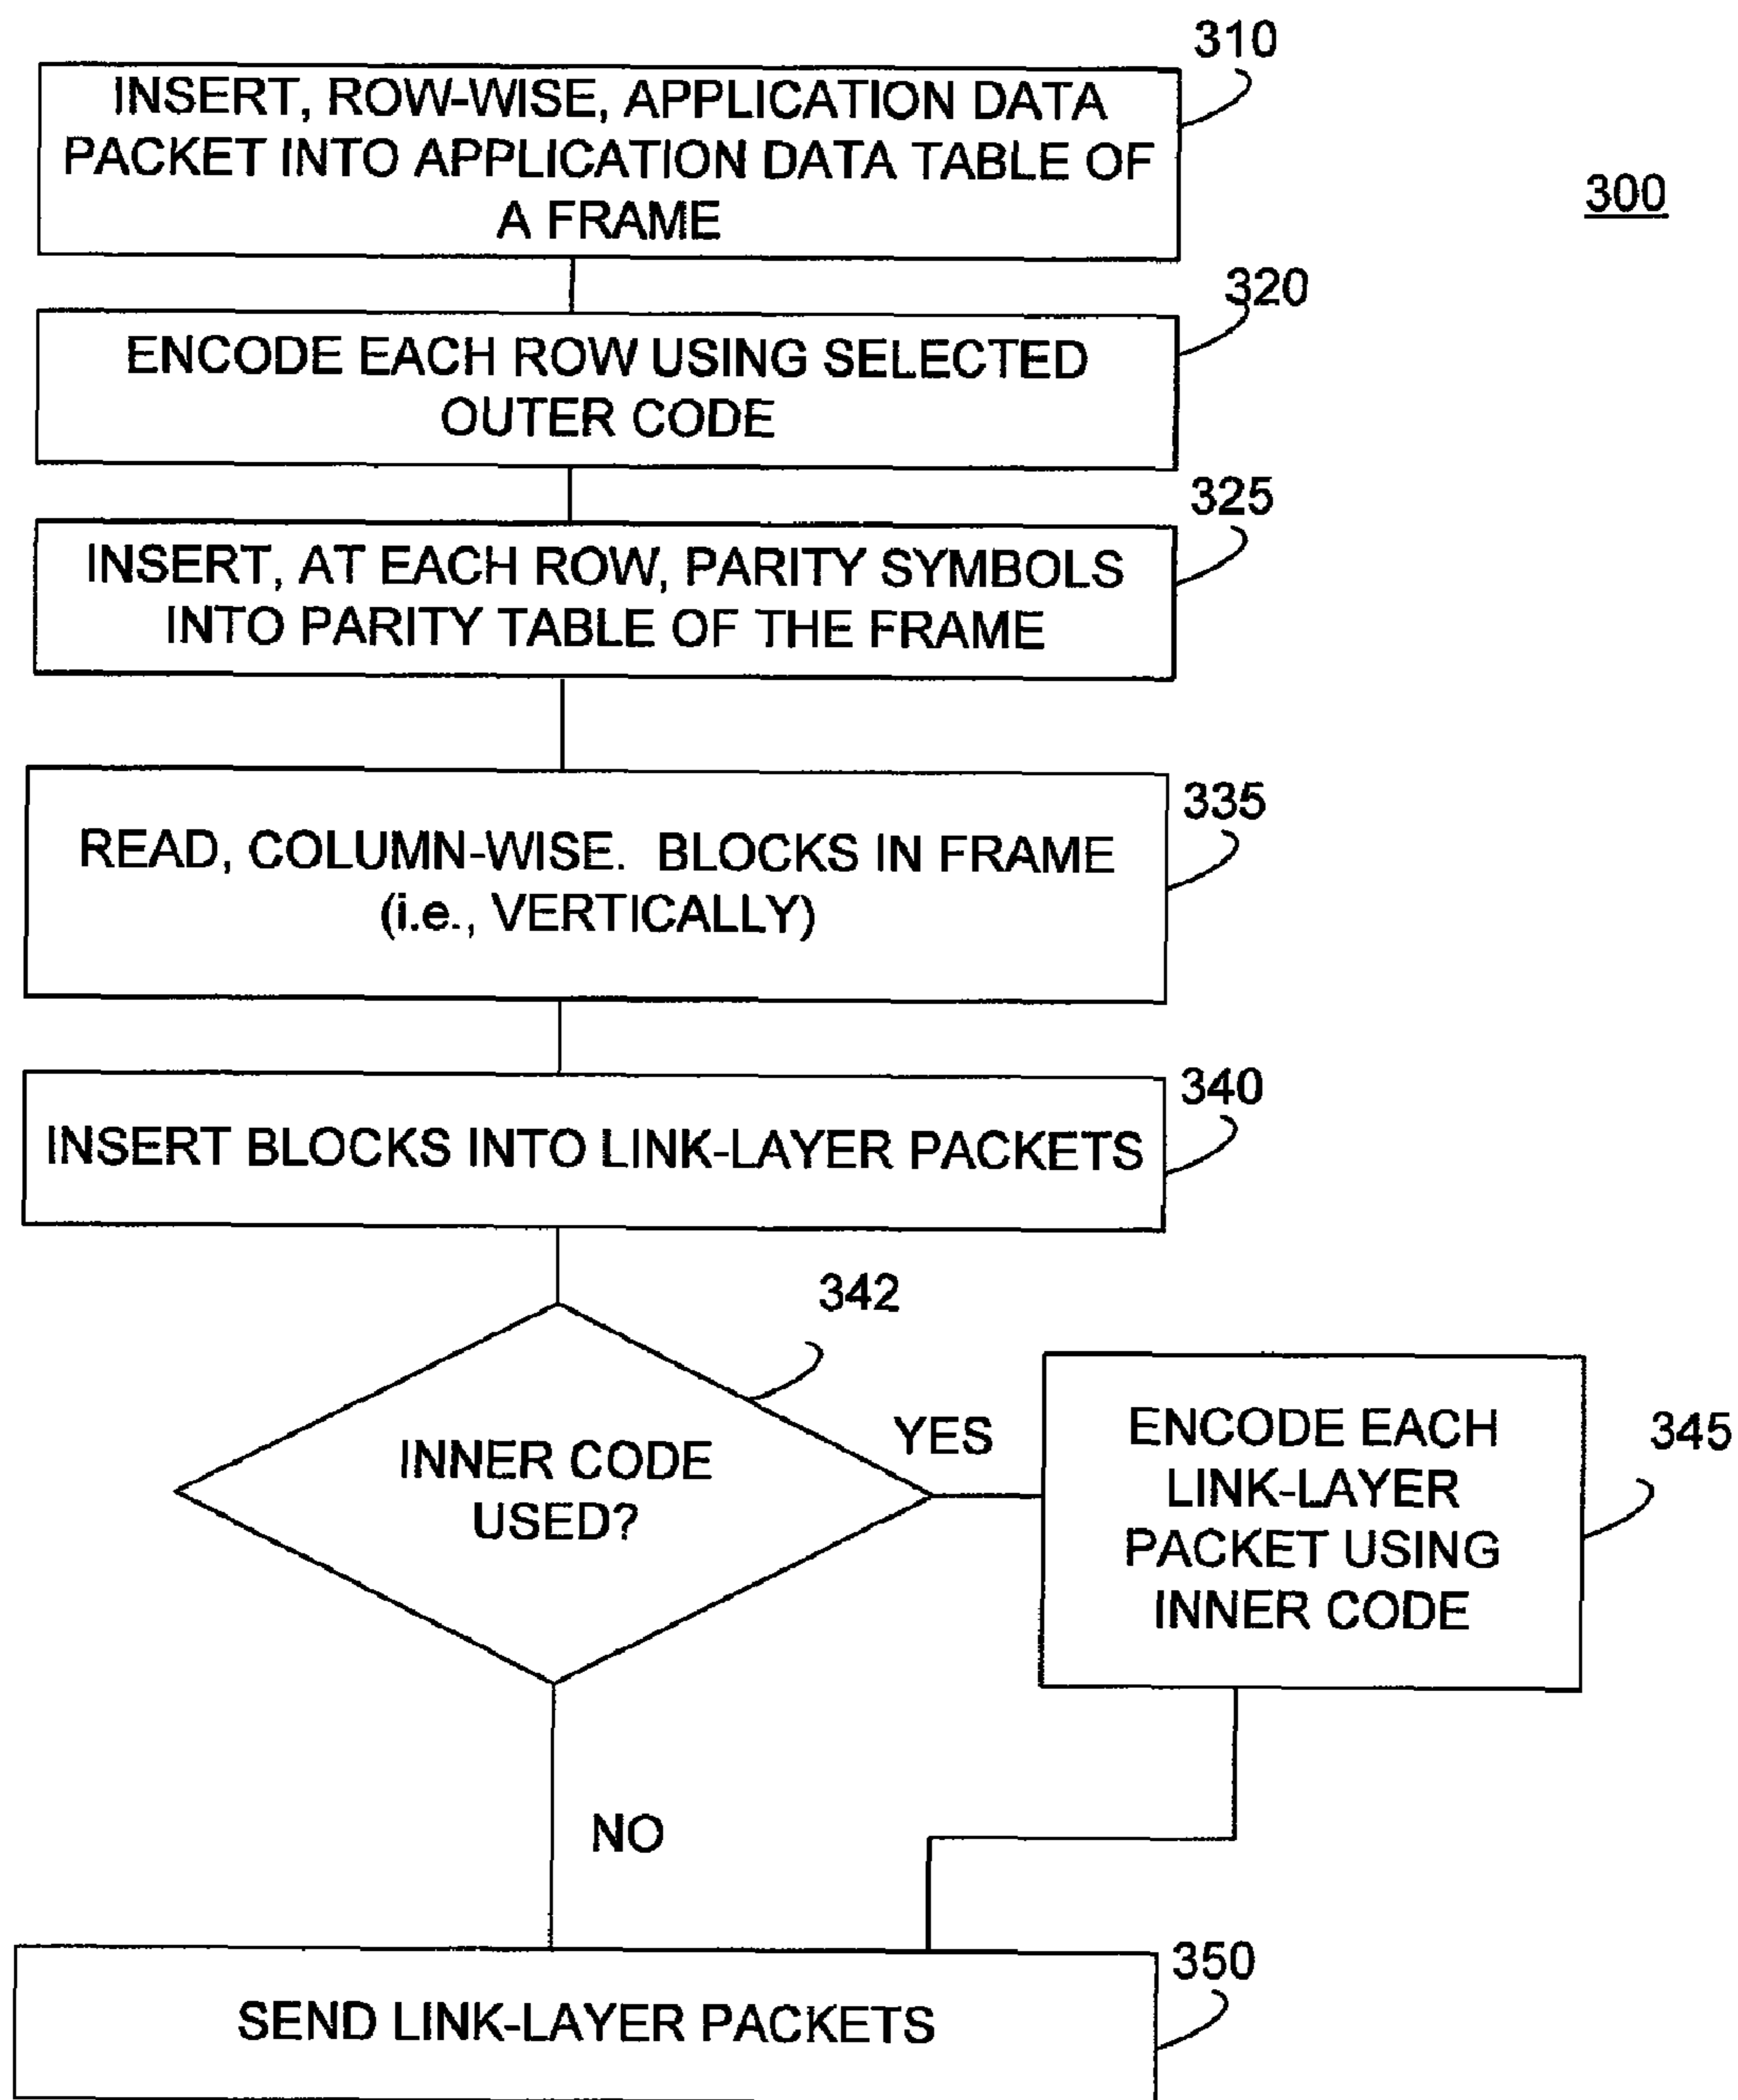 310
INSERT, ROW-WISE, APPLICATION DATA
PACKET INTO APPLICATION DATA TABLE OF
A FRAME
300
320
ENCODE EACH ROW USING SELECTED
OUTER CODE
325
INSERT, AT EACH ROW, PARITY SYMBOLS
INTO PARITY TABLE OF THE FRAME
335
READ, COLUMN-WISE. BLOCKS IN FRAME
(i.e., VERTICALLY)
340
INSERT BLOCKS INTO LINK-LAYER PACKETS
342
INNER CODE
USED?
YES
ENCODE EACH
LINK-LAYER
PACKET USING
INNER CODE
345
NO
350
SEND LINK-LAYER PACKETS